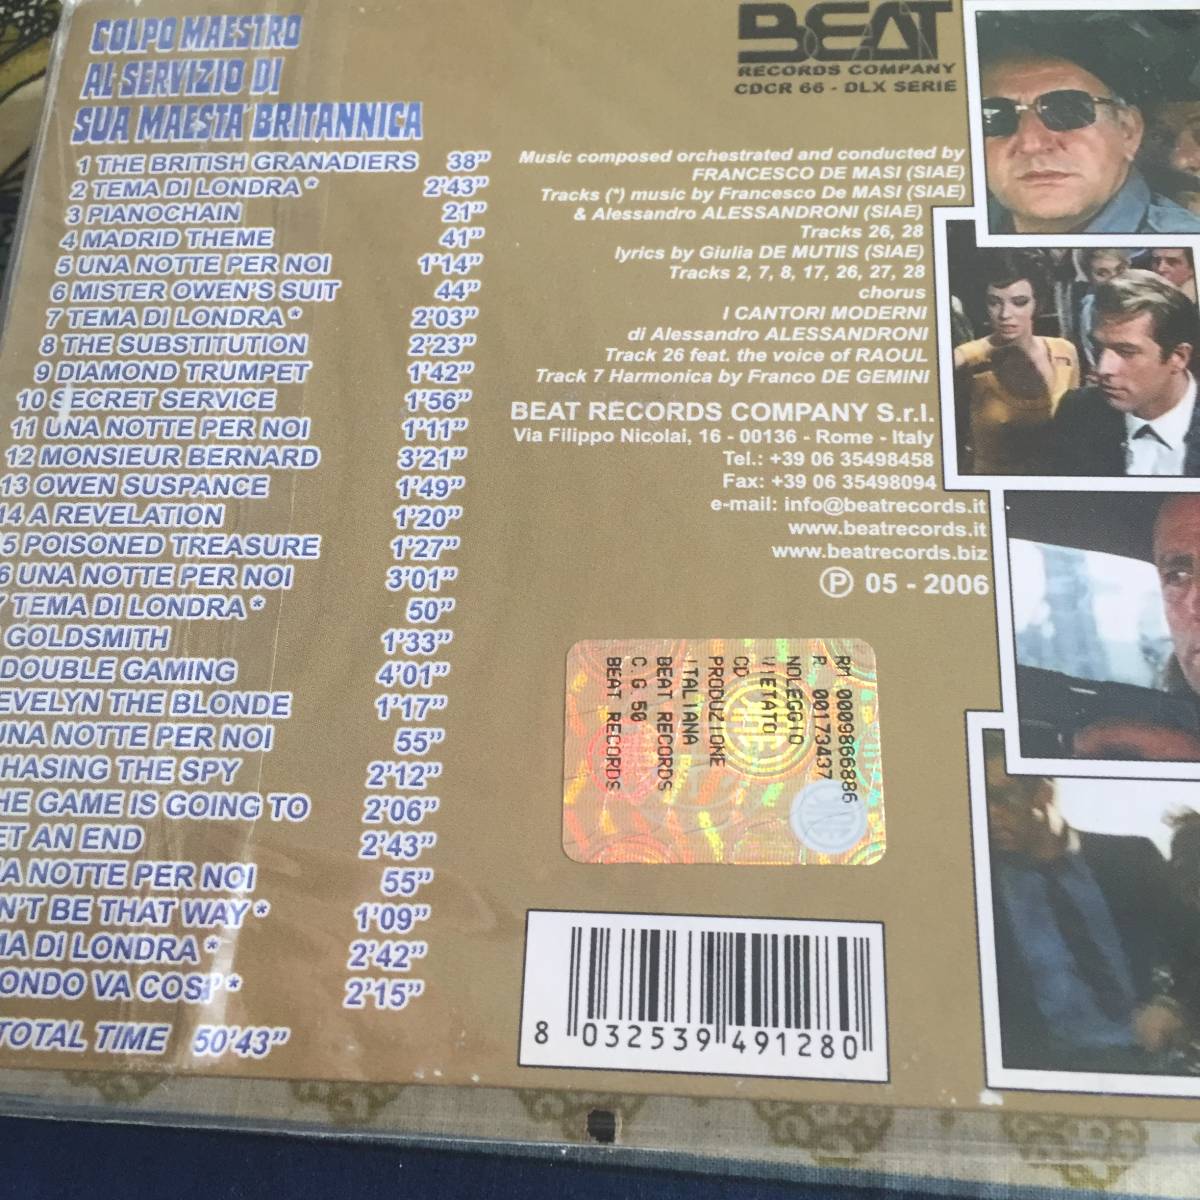 COLPO MAESTRO
AL SERVIZIO DI
SUA MAESTA' BRITANNICA
1 THE BRITISH GRANADIERS 38"
2 TEMA DI LONDRA * 2'43"
3 PIANOCHAIN 21"
4 MADRID THEME 41"
5 UNA NOTTE PER NOI 1'14"
6 MISTER OWEN'S SUIT 44"
7 TEMA DI LONDRA * 2'03"
8 THE SUBSTITUTION 2'23"
9 DIAMOND TRUMPET 1'42"
10 SECRET SERVICE 1'56"
11 UNA NOTTE PER NOI 1'11"
12 MONSIEUR BERNARD 3'21"
13 OWEN SUSPANCE 1'49"
14 A REVELATION 1'20"
5 POISONED TREASURE 1'27"
6 UNA NOTTE PER NOI 3'01"
TEMA DI LONDRA * 50"
GOLDSMITH 1'33"
DOUBLE GAMING 4'01"
EVELYN THE BLONDE 1'17"
UNA NOTTE PER NOI 55"
HASING THE SPY 2'12"
HE GAME IS GOING TO 2'06"
ET AN END 2'43"
A NOTTE PER NOI 55"
N'T BE THAT WAY * 1'09"
MA DI LONDRA * 2'42"
ONDO VA COSI' * 2'15"
TOTAL TIME 50'43"
BEAT
RECORDS COMPANY
CDCR 66 - DLX SERIE
Music composed orchestrated and conducted by
FRANCESCO DE MASI (SIAE)
Tracks (*) music by Francesco De MASI (SIAE)
& Alessandro ALESSANDRONI (SIAE)
Tracks 26, 28
lyrics by Giulia DE MUTIIS (SIAE)
Tracks 2, 7, 8, 17, 26, 27, 28
chorus
I CANTORI MODERNI
di Alessandro ALESSANDRONI
Track 26 feat. the voice of RAOUL
Track 7 Harmonica by Franco DE GEMINI
BEAT RECORDS COMPANY S.r.l.
Via Filippo Nicolai, 16 - 00136 - Rome - Italy
Tel.: +39 06 35498458
Fax: +39 06 35498094
e-mail: info@beatrecords.it
www.beatrecords.it
www.beatrecords.biz
Ⓟ 05 - 2006
RM 0009866886
R. 00173437
NOLEGGIO
VIETATO
CD
PRODUZIONE
ITALIANA
BEAT RECORDS
C.G 50
BEAT RECORDS
8 032539 491280